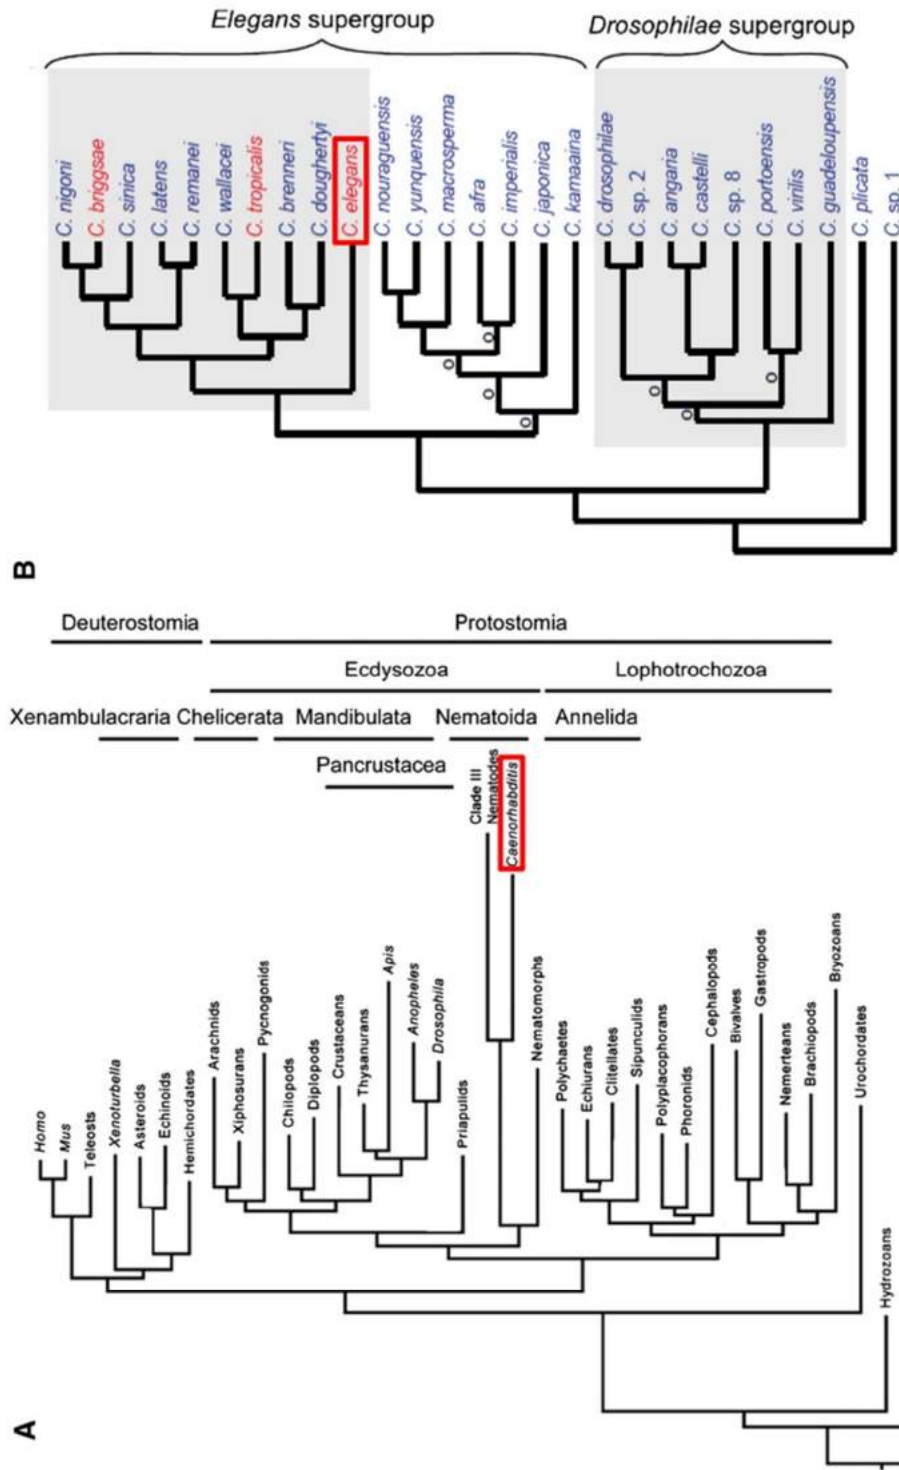 Elegans supergroup
Drosophilae supergroup
C. nigoni
C. briggsae
C. sinica
C. latens
C. remanei
C. wallacei
C. tropicalis
C. brenneri
C. doughertyi
C. elegans
C. nouraguensis
C. yunquensis
C. macrosperma
C. afra
C. imperialis
C. japonica
C. kamaaina
C. drosophilae
C. sp. 2
C. angaria
C. castelli
C. sp. 8
C. portoensis
C. virilis
C. guadeloupensis
C. plicata
C. sp. 1
B
Deuterostomia
Protostomia
Ecdysozoa
Lophotrochozoa
Xenambulacraria
Chelicerata
Mandibulata
Nematoida
Annelida
Pancrustacea
Clade III
Nematodes
Caenorhabditis
Homo
Mus
Teleosts
Xenoturbella
Asteroids
Echinoids
Hemichordates
Arachnids
Xiphosurans
Pycnogonids
Chilopods
Diplopods
Crustaceans
Thysanurans
Apis
Anopheles
Drosophila
Priapulids
Nematomorphs
Polychaetes
Echiurans
Clitellates
Sipunculids
Polyplacophorans
Phoronids
Cephalopods
Bivalves
Gastropods
Nemerteans
Brachiopods
Bryozoans
Urochordates
Hydrozoans
A